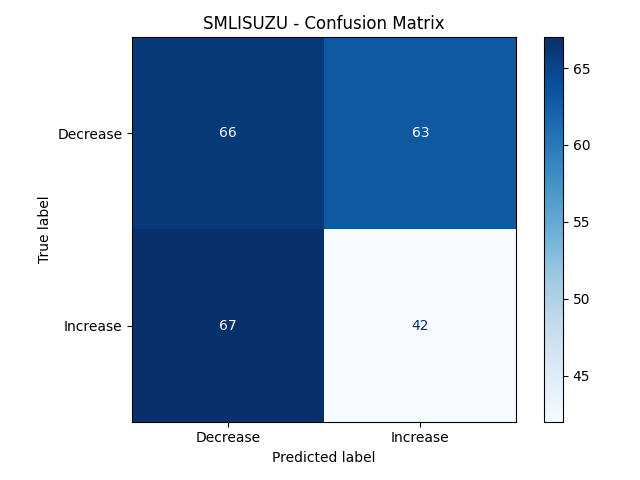 SMLISUZU - Confusion Matrix
True label
Decrease
66
63
Increase
67
42
Decrease
Increase
Predicted label
65
60
55
50
45